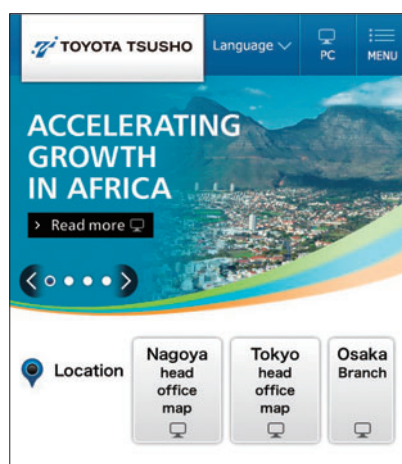 TOYOTA TSUSHO
Language
PC
MENU
ACCELERATING
GROWTH
IN AFRICA
> Read more
Location
Nagoya
head
office
map
Tokyo
head
office
map
Osaka
Branch